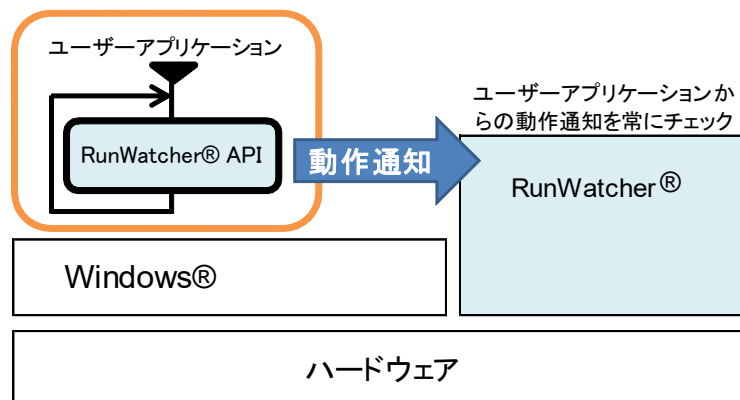 ユーザーアプリケーション
RunWatcher® API
動作通知
ユーザーアプリケーションか
らの動作通知を常にチェック
RunWatcher®
Windows®
ハードウェア